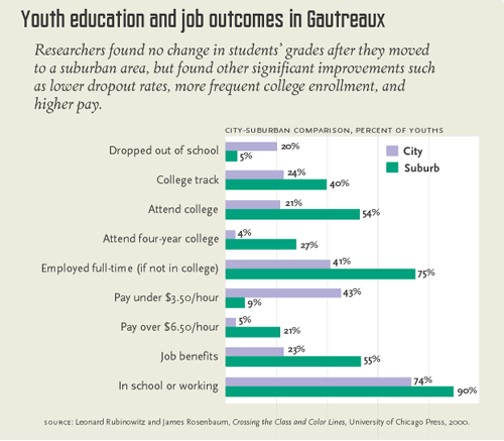 Youth education and job outcomes in Gautreaux
Researchers found no change in students' grades after they moved
to a suburban area, but found other significant improvements such
as lower dropout rates, more frequent college enrollment, and
higher pay.
CITY-SUBURBAN COMPARISON, PERCENT OF YOUTHS
City
Suburb
Dropped out of school 20%
5%
College track 24%
40%
Attend college 21%
54%
Attend four-year college 4%
27%
Employed full-time (if not in college) 41%
75%
Pay under $3.50/hour 43%
9%
Pay over $6.50/hour 5%
21%
Job benefits 23%
55%
In school or working 74%
90%
SOURCE: Leonard Rubinowitz and James Rosenbaum, Crossing the Class and Color Lines, University of Chicago Press, 2000.